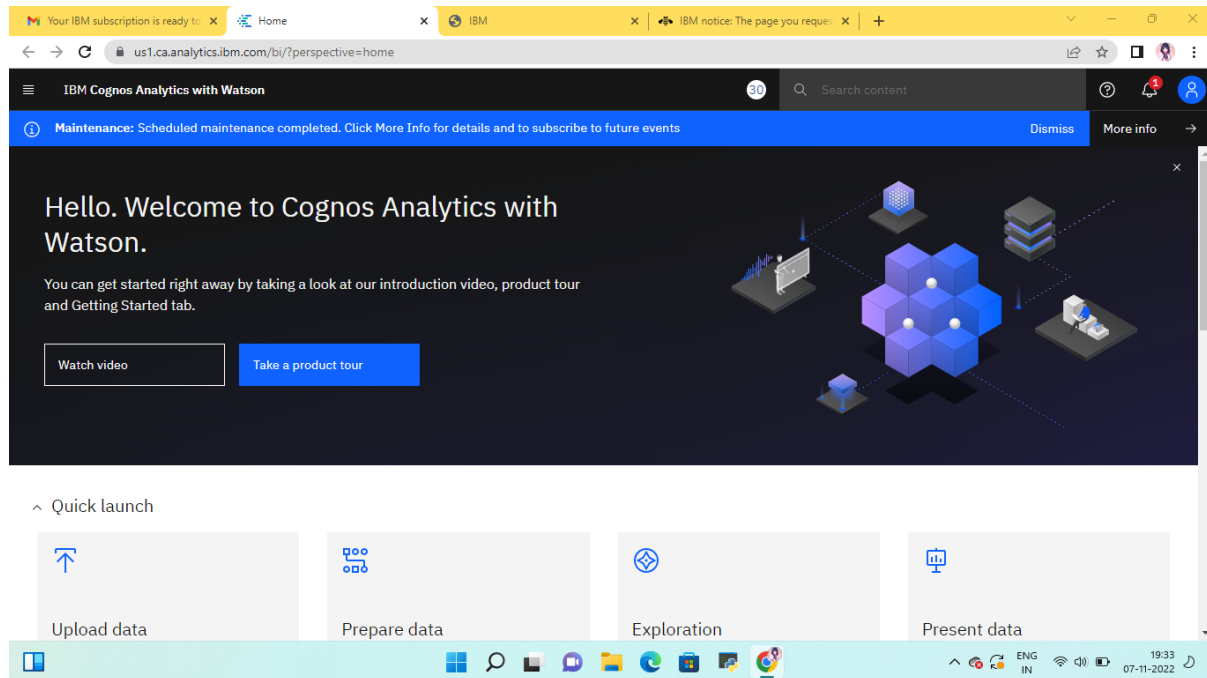 Your IBM subscription is ready to
Home
IBM
IBM notice: The page you reques
us1.ca.analytics.ibm.com/bi/?perspective=home
IBM Cognos Analytics with Watson
30
Search content
1
Maintenance: Scheduled maintenance completed. Click More Info for details and to subscribe to future events
Dismiss
More info
Hello. Welcome to Cognos Analytics with
Watson.
You can get started right away by taking a look at our introduction video, product tour
and Getting Started tab.
Watch video
Take a product tour
Quick launch
Upload data
Prepare data
Exploration
Present data
ENG
IN
19:33
07-11-2022